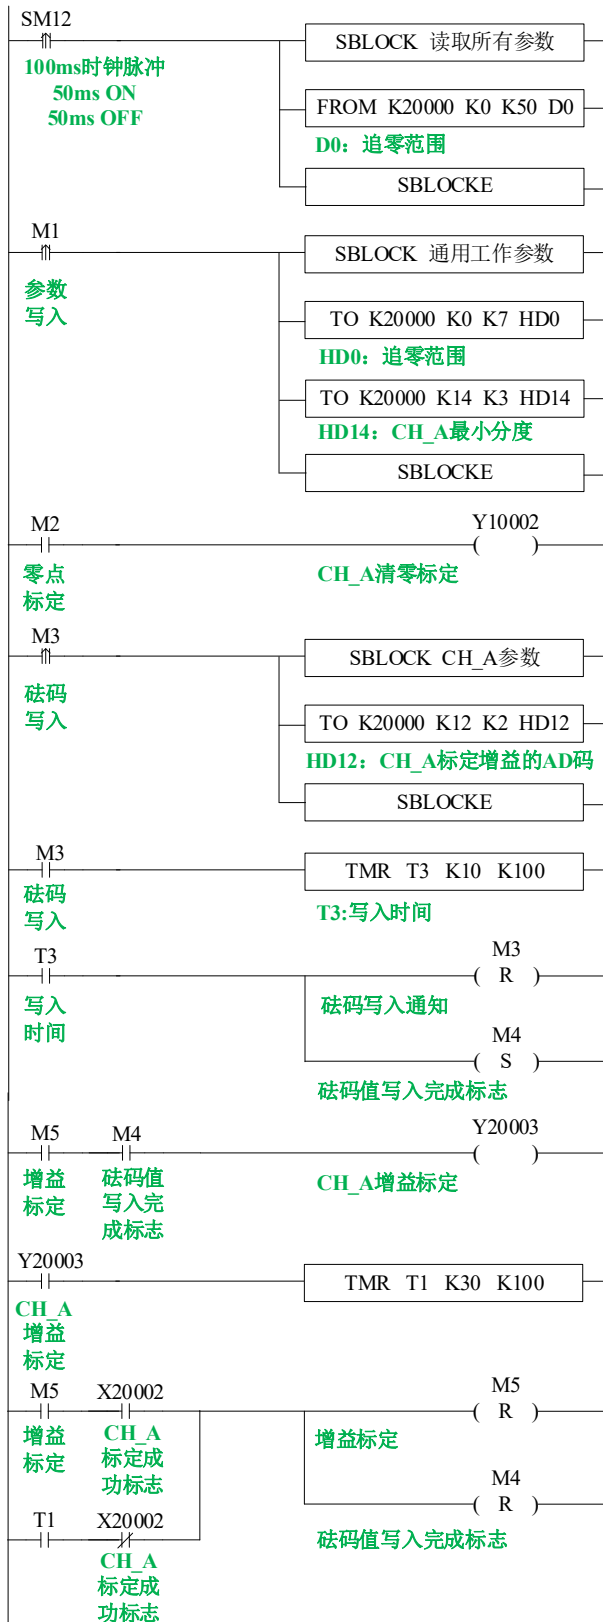 SM12
SBLOCK 读取所有参数
100ms时钟脉冲
50ms ON
50ms OFF
FROM K20000 K0 K50 D0
D0：追零范围
SBLOCKE
M1
SBLOCK 通用工作参数
参数
写入
TO K20000 K0 K7 HD0
HD0：追零范围
TO K20000 K14 K3 HD14
HD14：CH_A最小分度
SBLOCKE
M2
Y10002
零点
标定
CH_A清零标定
M3
SBLOCK CH_A参数
砝码
写入
TO K20000 K12 K2 HD12
HD12：CH_A标定增益的AD码
SBLOCKE
M3
TMR T3 K10 K100
砝码
写入
T3:写入时间
T3
M3
R
写入
时间
砝码写入通知
M4
S
砝码值写入完成标志
M5
M4
Y20003
增益
标定
砝码值
写入完
成标志
CH_A增益标定
Y20003
TMR T1 K30 K100
CH_A
增益
标定
M5
X20002
M5
R
增益
标定
CH_A
标定成
功标志
增益标定
M4
R
T1
X20002
砝码值写入完成标志
CH_A
标定成
功标志